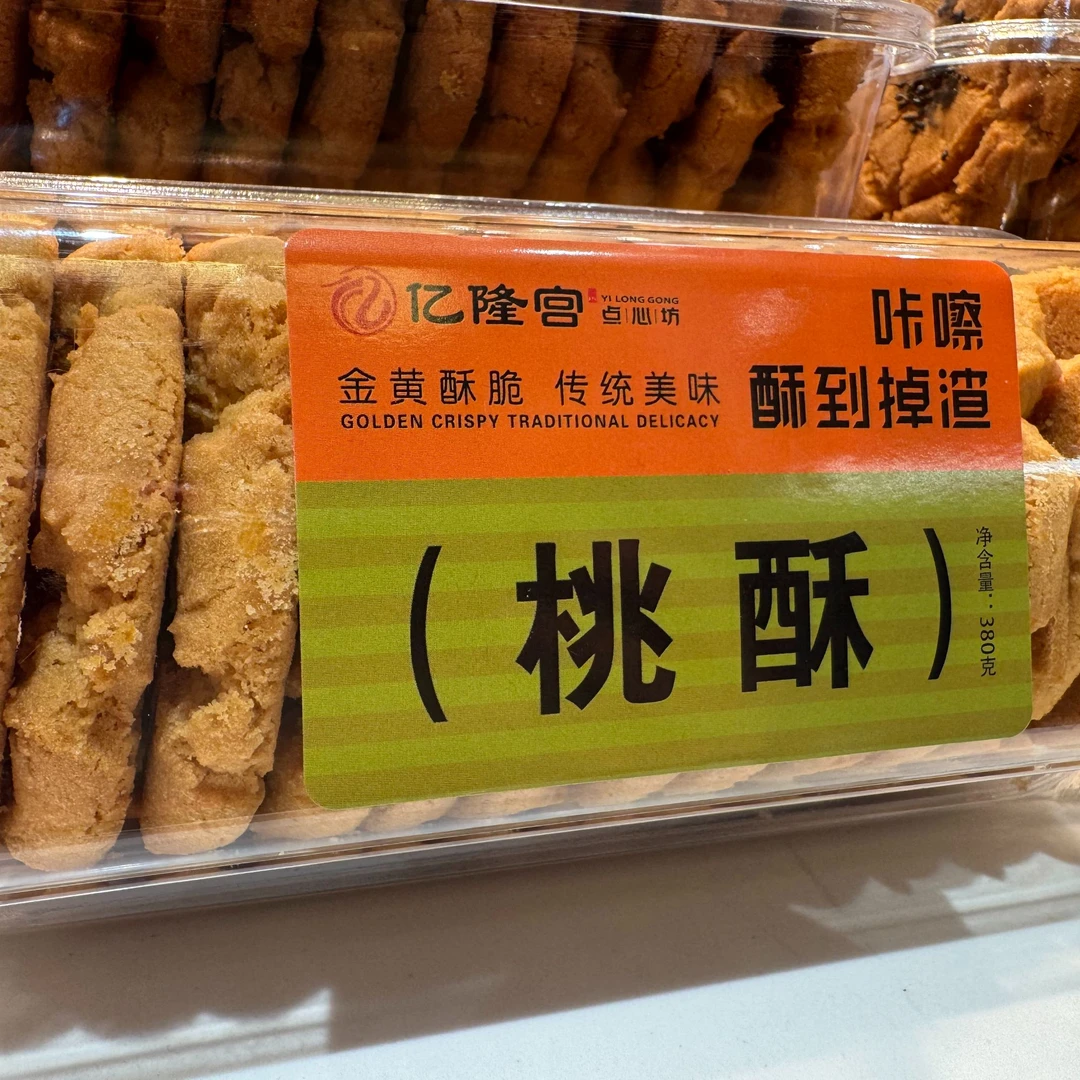 亿隆宫
YI LONG GONG
点|心|坊
咔嚓
金黄酥脆 传统美味
GOLDEN CRISPY TRADITIONAL DELICACY
酥到掉渣
(桃酥)
净含量:380克